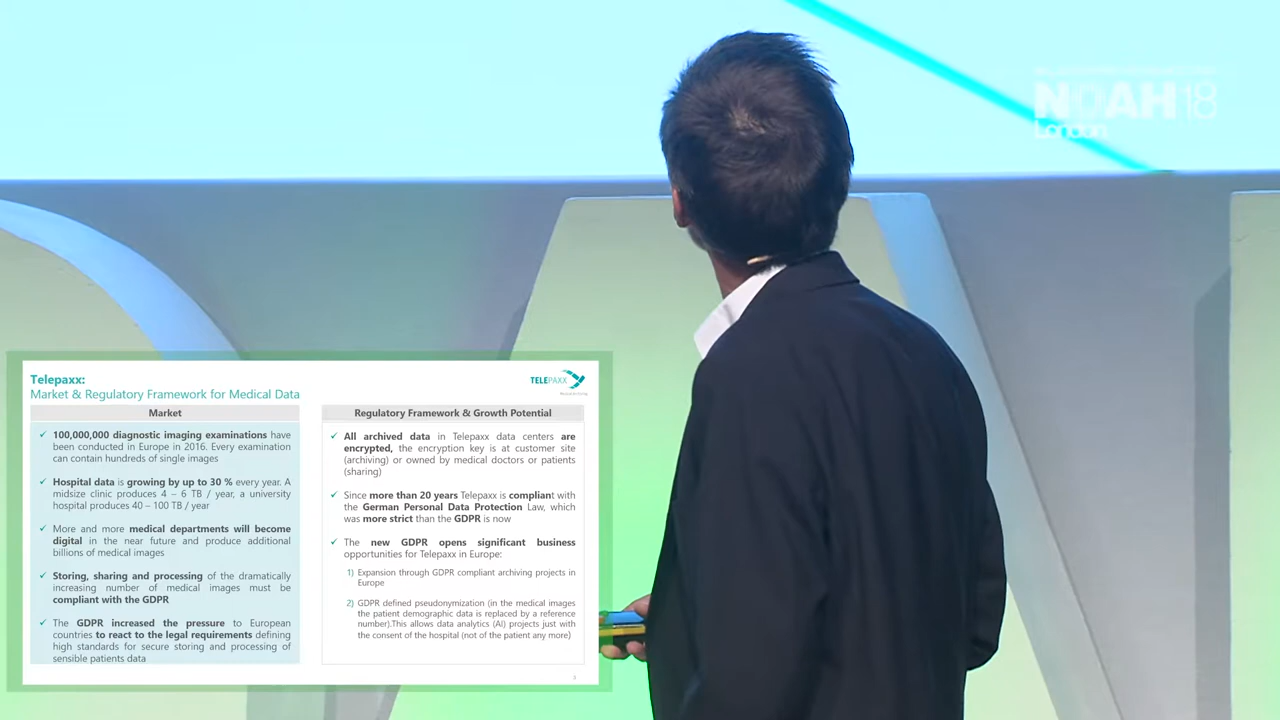 NOAH18
London
Telepaxx:
Market & Regulatory Framework for Medical Data
TELEPAXX
Market
✓ 100,000,000 diagnostic imaging examinations have
been conducted in Europe in 2016. Every examination
can contain hundreds of single images
✓ Hospital data is growing by up to 30 % every year. A
midsize clinic produces 4 – 6 TB / year, a university
hospital produces 40 – 100 TB / year
✓ More and more medical departments will become
digital in the near future and produce additional
billions of medical images
✓ Storing, sharing and processing of the dramatically
increasing number of medical images must be
compliant with the GDPR
✓ The GDPR increased the pressure to European
countries to react to the legal requirements defining
high standards for secure storing and processing of
sensible patients data
Regulatory Framework & Growth Potential
✓ All archived data in Telepaxx data centers are
encrypted, the encryption key is at customer site
(archiving) or owned by medical doctors or patients
(sharing)
✓ Since more than 20 years Telepaxx is compliant with
the German Personal Data Protection Law, which
was more strict than the GDPR is now
✓ The new GDPR opens significant business
opportunities for Telepaxx in Europe:
1) Expansion through GDPR compliant archiving projects in
Europe
2) GDPR defined pseudonymization (in the medical images
the patient demographic data is replaced by a reference
number).This allows data analytics (AI) projects just with
the consent of the hospital (not of the patient any more)
3